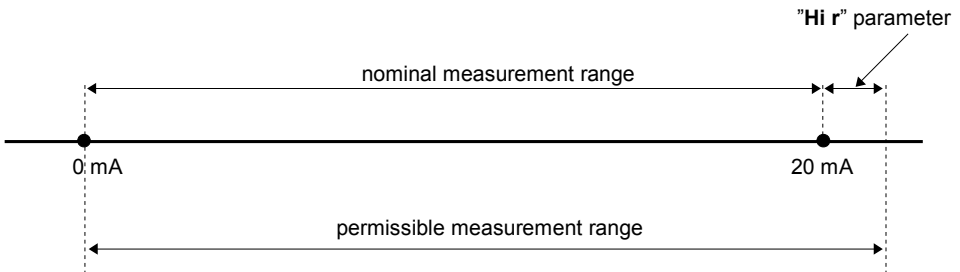 ”Hi r” parameter
nominal measurement range
0 mA
20 mA
permissible measurement range